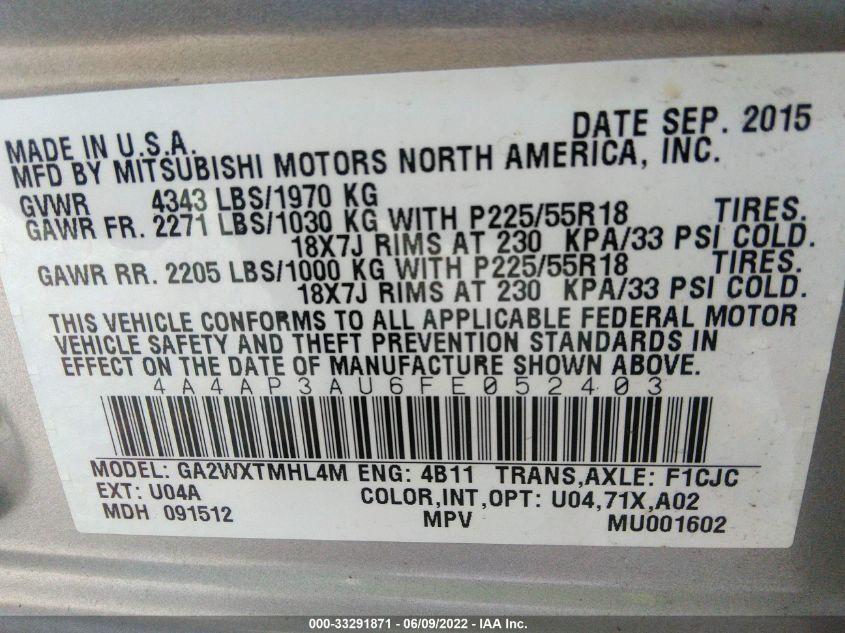 MADE IN U.S.A. DATE SEP. 2015
MFD BY MITSUBISHI MOTORS NORTH AMERICA, INC.
GVWR 4343 LBS/1970 KG
GAWR FR. 2271 LBS/1030 KG WITH P225/55R18 TIRES.
18X7J RIMS AT 230 KPA/33 PSI COLD.
GAWR RR. 2205 LBS/1000 KG WITH P225/55R18 TIRES.
18X7J RIMS AT 230 KPA/33 PSI COLD.
THIS VEHICLE CONFORMS TO ALL APPLICABLE FEDERAL MOTOR
VEHICLE SAFETY AND THEFT PREVENTION STANDARDS IN
EFFECT ON THE DATE OF MANUFACTURE SHOWN ABOVE.
4A4AP3AU6FE052403
MODEL: GA2WXTMHL4M ENG: 4B11 TRANS,AXLE: F1CJC
EXT: U04A COLOR,INT,OPT: U04,71X,A02
MDH 091512 MPV MU001602
000-33291871 - 06/09/2022 - IAA Inc.